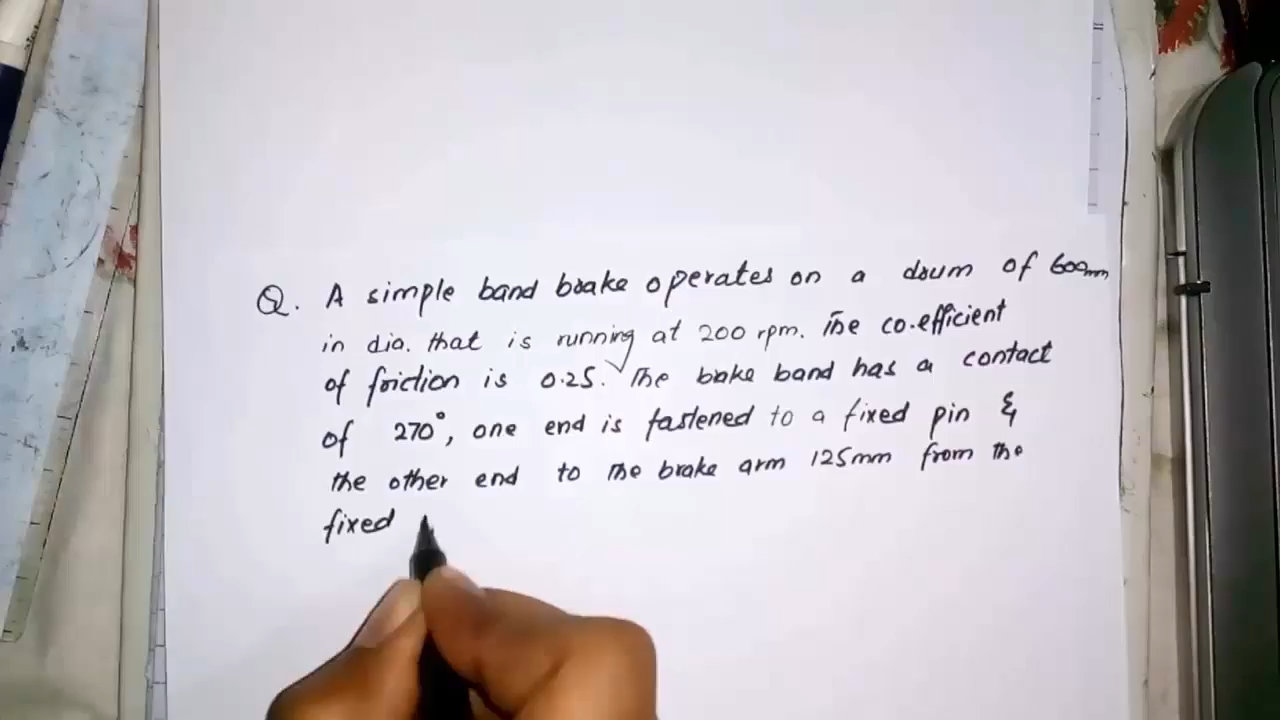 Q. A simple band brake operates on a drum of 600mm
in dia. that is running at 200 rpm. The co.efficient
of friction is 0.25. The brake band has a contact
of 270°, one end is fastened to a fixed pin &
the other end to the brake arm 125mm from the
fixed